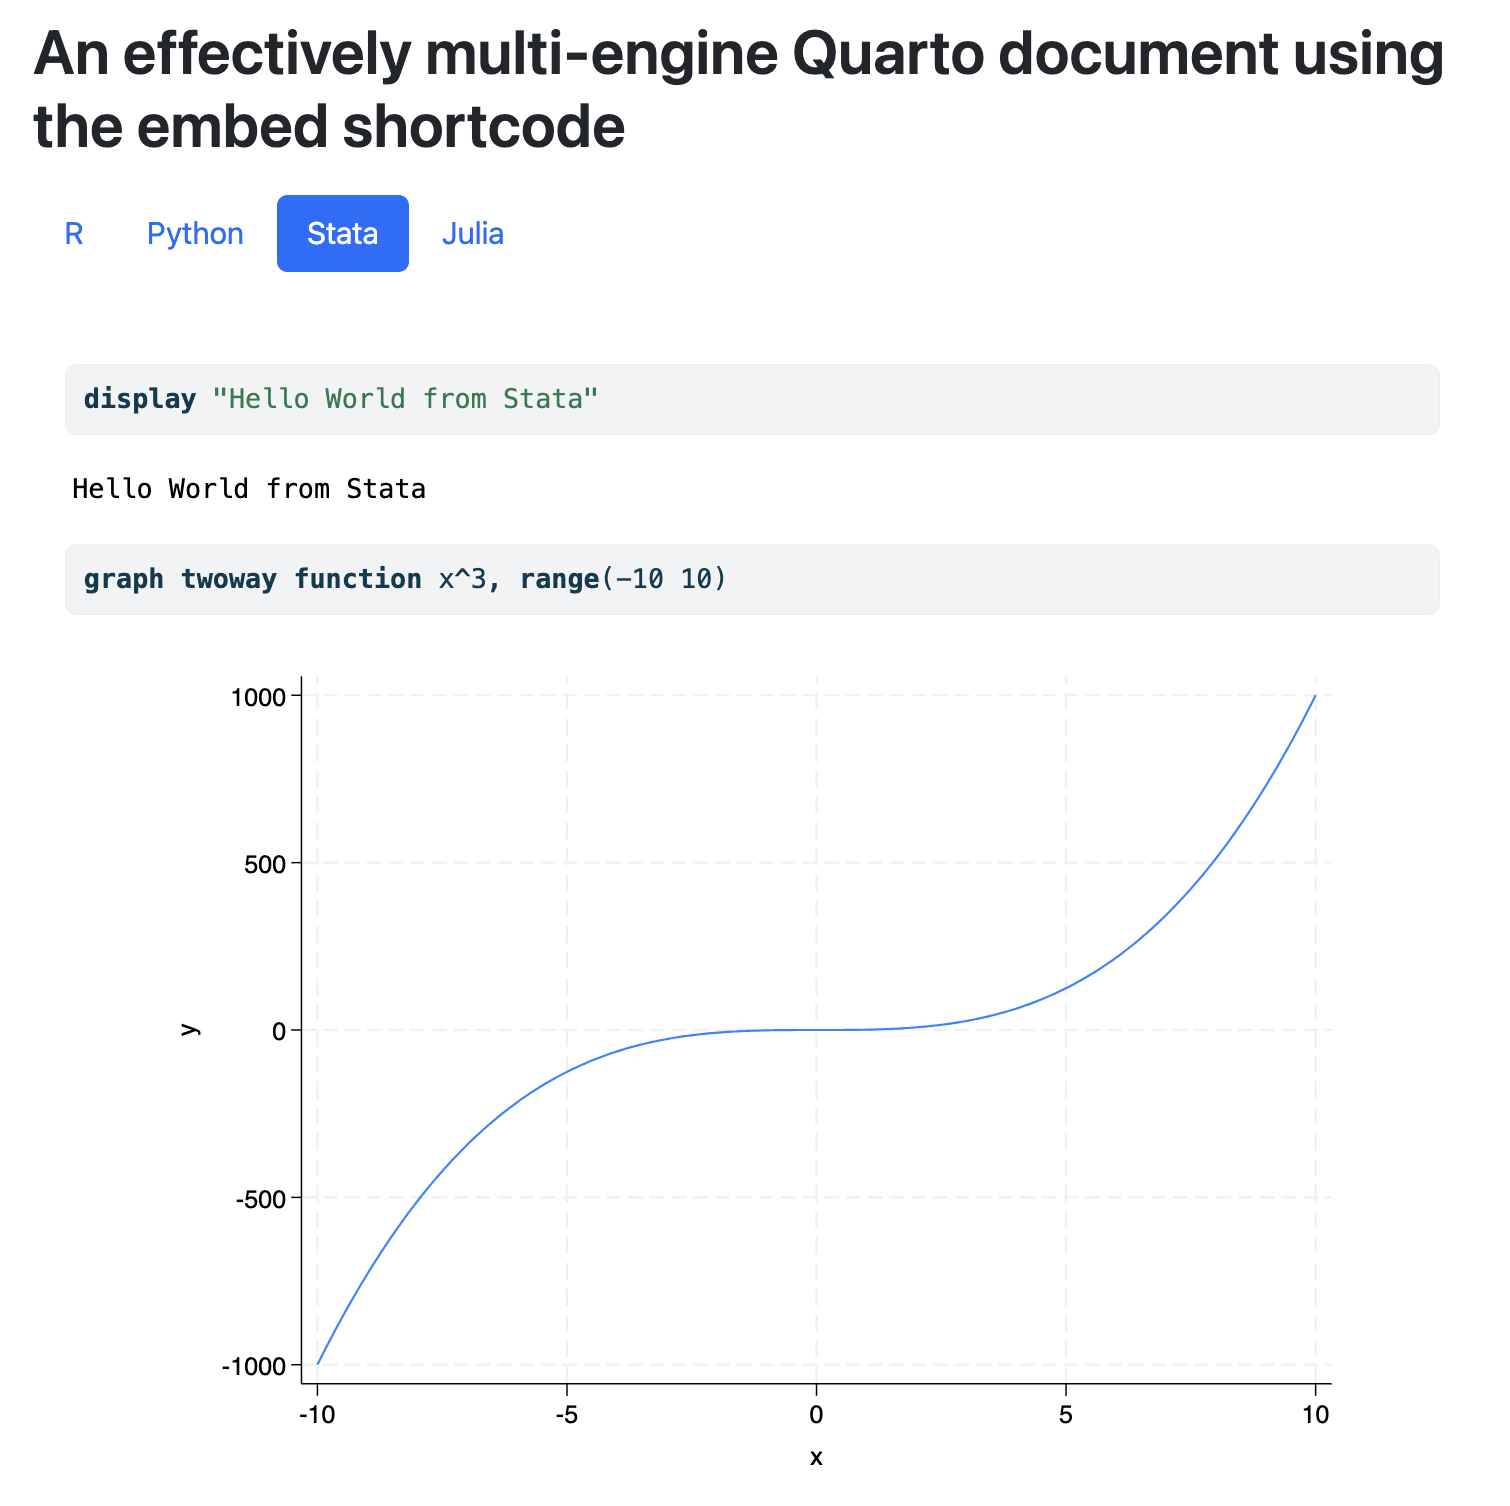 An effectively multi-engine Quarto document using
the embed shortcode
R Python Stata Julia
display "Hello World from Stata"
Hello World from Stata
graph twoway function x^3, range(-10 10)
1000
500
0
-500
-1000
y
-10 -5 0 5 10
x